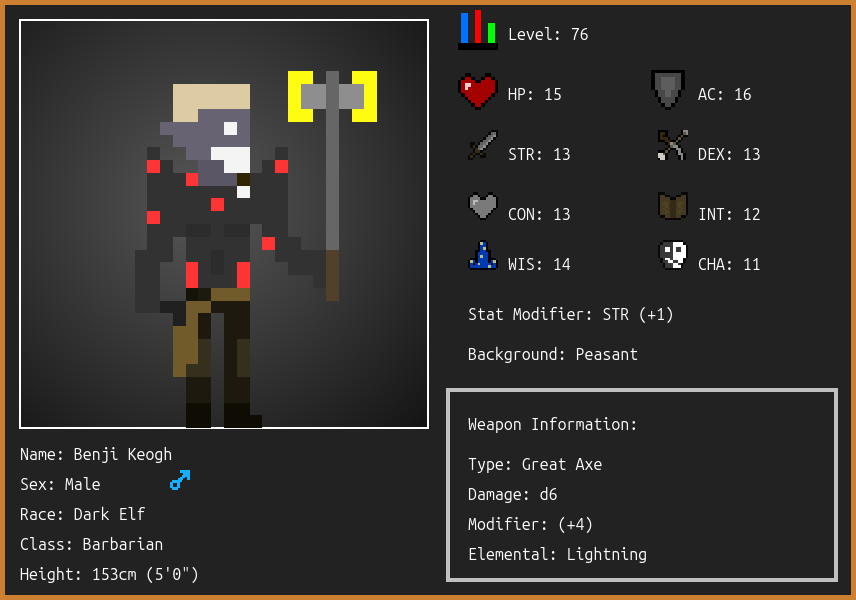 Level: 76
HP: 15
AC: 16
STR: 13
DEX: 13
CON: 13
INT: 12
WIS: 14
CHA: 11
Stat Modifier: STR (+1)
Background: Peasant
Weapon Information:
Type: Great Axe
Damage: d6
Modifier: (+4)
Elemental: Lightning
Name: Benji Keogh
Sex: Male
Race: Dark Elf
Class: Barbarian
Height: 153cm (5'0")